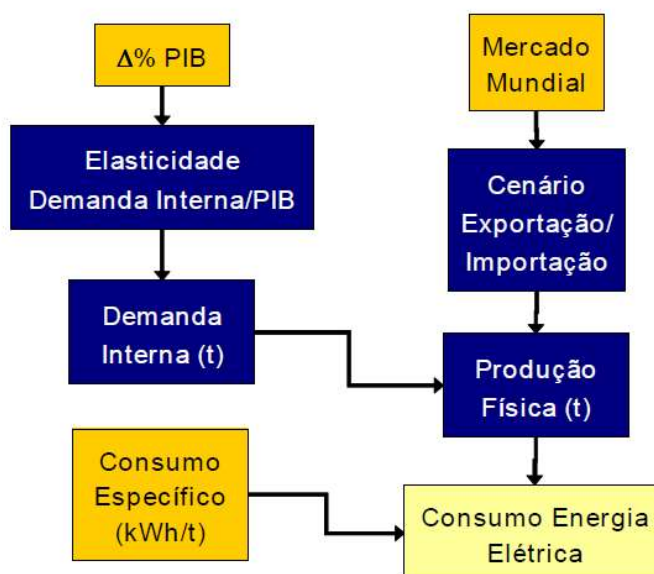 Δ% PIB
Elasticidade
Demanda Interna/PIB
Demanda
Interna (t)
Consumo
Específico
(kWh/t)
Mercado
Mundial
Cenário
Exportação/
Importação
Produção
Física (t)
Consumo Energia
Elétrica